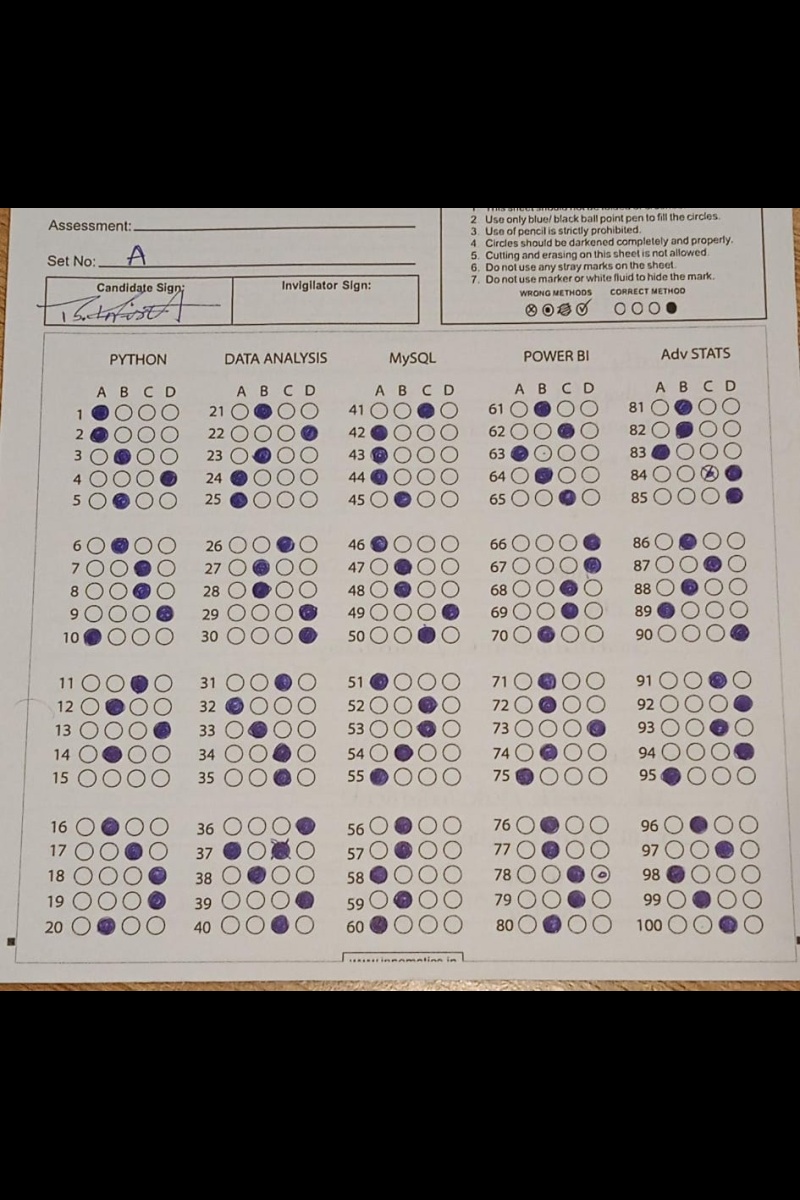 Assessment:
2. Use only blue/ black ball point pen to fill the circles.
3. Use of pencil is strictly prohibited.
4. Circles should be darkened completely and properly.
5. Cutting and erasing on this sheet is not allowed.
6. Do not use any stray marks on the sheet.
7. Do not use marker or white fluid to hide the mark.
Set No: A
WRONG METHODS CORRECT METHOD
Candidate Sign: Invigilator Sign:
PYTHON DATA ANALYSIS MySQL POWER BI Adv STATS
A B C D A B C D A B C D A B C D A B C D
1 21 41 61 81
2 22 42 62 82
3 23 43 63 83
4 24 44 64 84
5 25 45 65 85
6 26 46 66 86
7 27 47 67 87
8 28 48 68 88
9 29 49 69 89
10 30 50 70 90
11 31 51 71 91
12 32 52 72 92
13 33 53 73 93
14 34 54 74 94
15 35 55 75 95
16 36 56 76 96
17 37 57 77 97
18 38 58 78 98
19 39 59 79 99
20 40 60 80 100